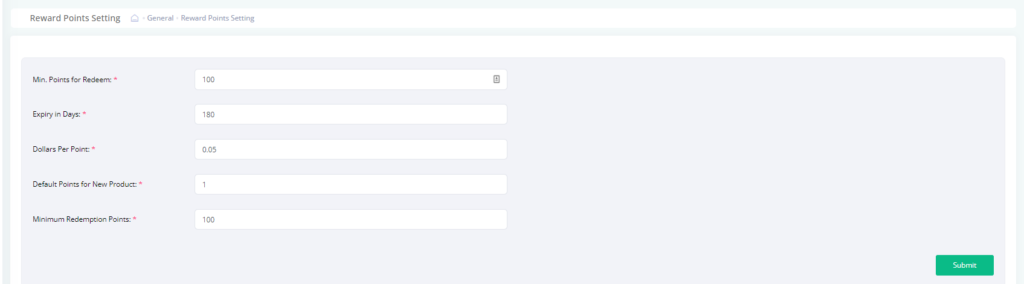 Reward Points Setting - General - Reward Points Setting
Min. Points for Redeem: * 100
Expiry in Days: * 180
Dollars Per Point: * 0.05
Default Points for New Product: * 1
Minimum Redemption Points: * 100
Submit